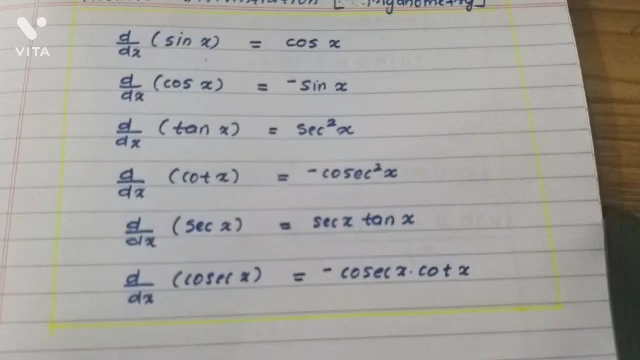 [Trigonometry]
VITA
d/dx (sin x) = cos x
d/dx (cos x) = -sin x
d/dx (tan x) = sec²x
d/dx (cot x) = -cosec²x
d/dx (sec x) = sec x tan x
d/dx (cosec x) = -cosec x . cot x